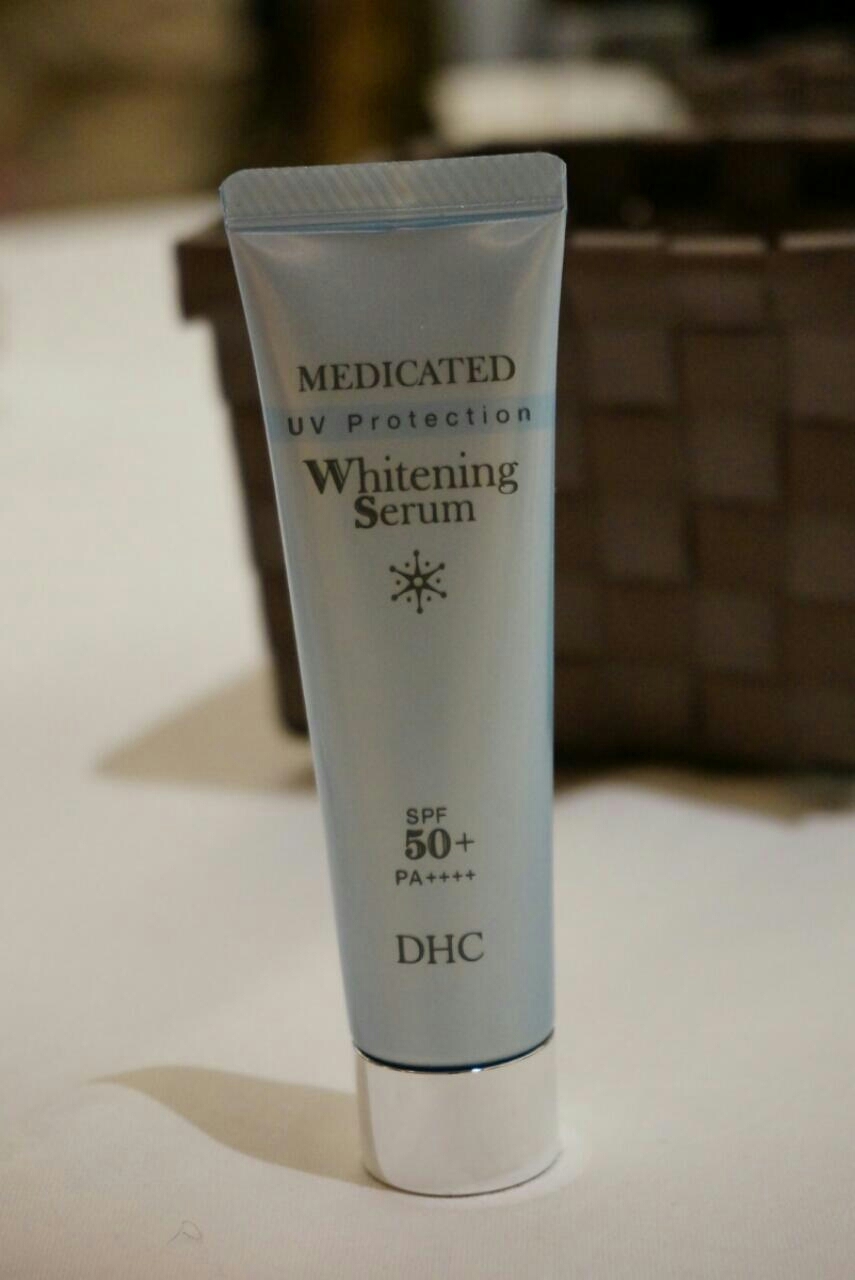 MEDICATED
UV Protection
Whitening
Serum
SPF
50+
PA++++
DHC